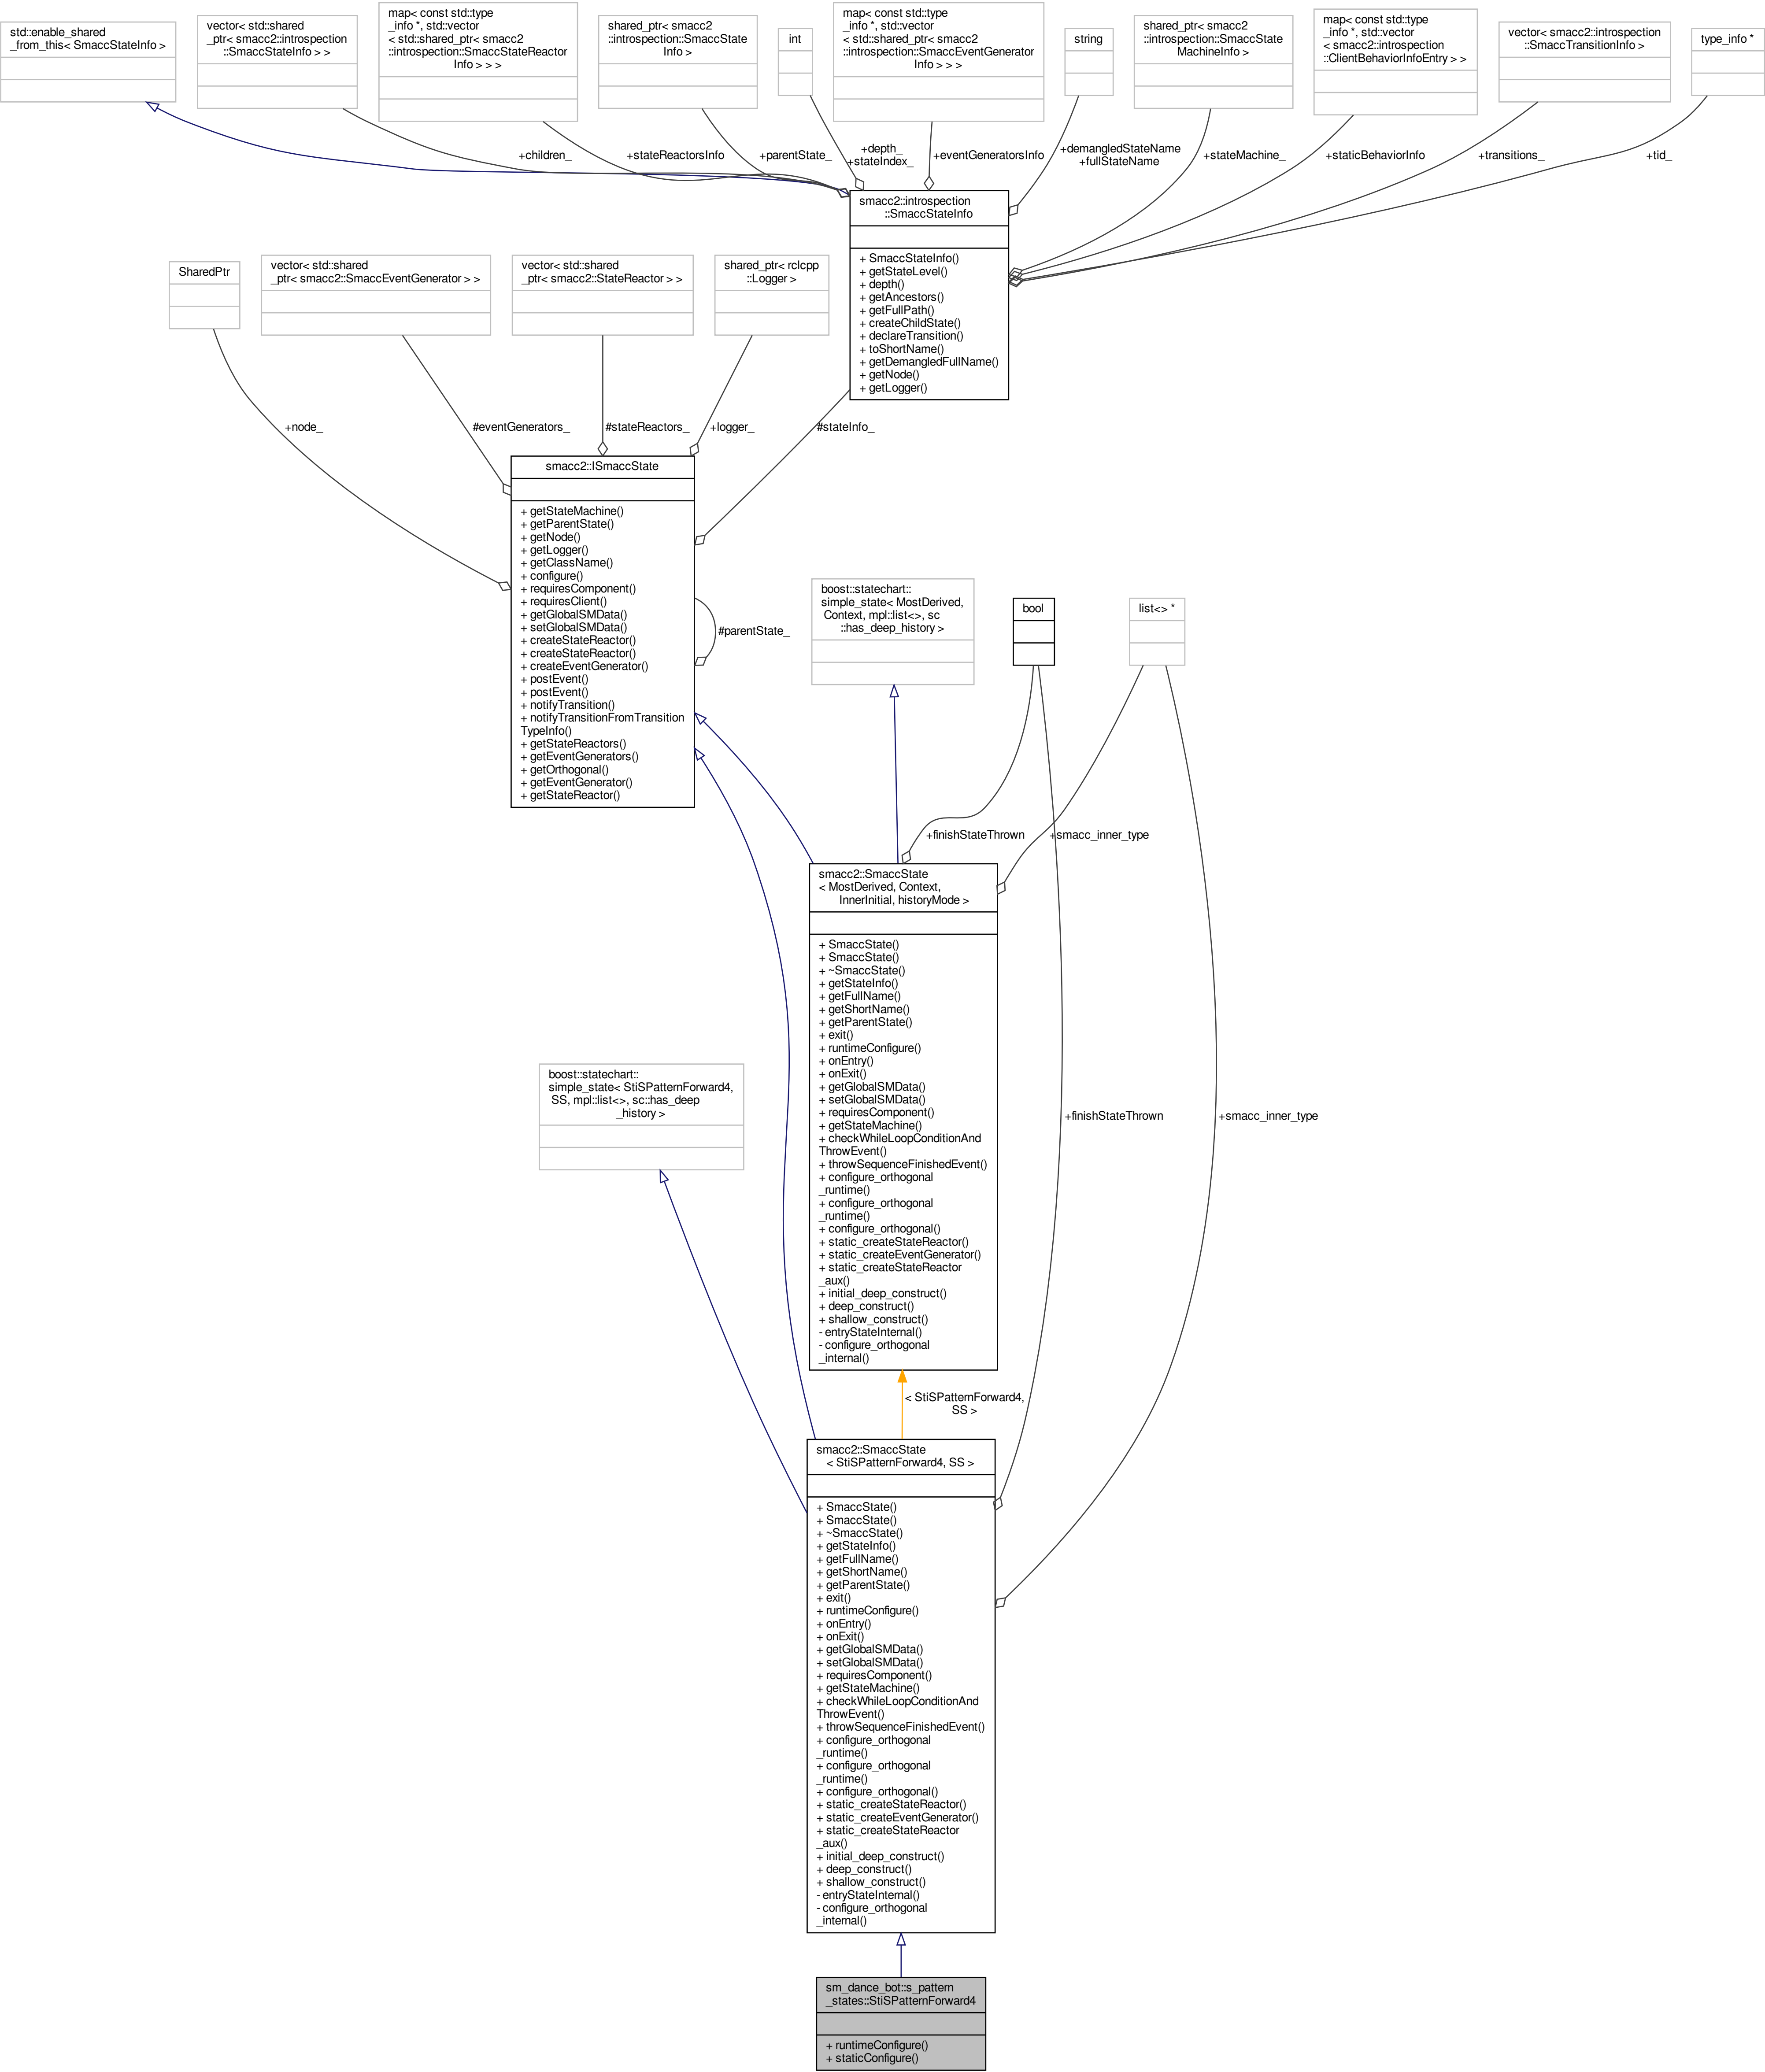 std::enable_shared
_from_this< SmaccStateInfo >
vector< std::shared
_ptr< smacc2::introspection
::SmaccStateInfo > >
map< const std::type
_info *, std::vector
< std::shared_ptr< smacc2
::introspection::SmaccStateReactor
Info > > >
shared_ptr< smacc2
::introspection::SmaccState
Info >
int
map< const std::type
_info *, std::vector
< std::shared_ptr< smacc2
::introspection::SmaccEventGenerator
Info > > >
string
shared_ptr< smacc2
::introspection::SmaccState
MachineInfo >
map< const std::type
_info *, std::vector
< smacc2::introspection
::ClientBehaviorInfoEntry > >
vector< smacc2::introspection
::SmaccTransitionInfo >
type_info *
+children_
+stateReactorsInfo
+parentState_
+depth_
+stateIndex_
+eventGeneratorsInfo
+demangledStateName
+fullStateName
+stateMachine_
+staticBehaviorInfo
+transitions_
+tid_
smacc2::introspection
::SmaccStateInfo
+ SmaccStateInfo()
+ getStateLevel()
+ depth()
+ getAncestors()
+ getFullPath()
+ createChildState()
+ declareTransition()
+ toShortName()
+ getDemangledFullName()
+ getNode()
+ getLogger()
SharedPtr
vector< std::shared
_ptr< smacc2::SmaccEventGenerator > >
vector< std::shared
_ptr< smacc2::StateReactor > >
shared_ptr< rclcpp
::Logger >
+node_
#eventGenerators_
#stateReactors_
+logger_
#stateInfo_
smacc2::ISmaccState
+ getStateMachine()
+ getParentState()
+ getNode()
+ getLogger()
+ getClassName()
+ configure()
+ requiresComponent()
+ requiresClient()
+ getGlobalSMData()
+ setGlobalSMData()
+ createStateReactor()
+ createStateReactor()
+ createEventGenerator()
+ postEvent()
+ postEvent()
+ notifyTransition()
+ notifyTransitionFromTransition
TypeInfo()
+ getStateReactors()
+ getEventGenerators()
+ getOrthogonal()
+ getEventGenerator()
+ getStateReactor()
#parentState_
boost::statechart::
simple_state< MostDerived,
Context, mpl::list<>, sc
::has_deep_history >
bool
list<> *
+finishStateThrown
+smacc_inner_type
smacc2::SmaccState
< MostDerived, Context,
InnerInitial, historyMode >
+ SmaccState()
+ SmaccState()
+ ~SmaccState()
+ getStateInfo()
+ getFullName()
+ getShortName()
+ getParentState()
+ exit()
+ runtimeConfigure()
+ onEntry()
+ onExit()
+ getGlobalSMData()
+ setGlobalSMData()
+ requiresComponent()
+ getStateMachine()
+ checkWhileLoopConditionAnd
ThrowEvent()
+ throwSequenceFinishedEvent()
+ configure_orthogonal
_runtime()
+ configure_orthogonal
_runtime()
+ configure_orthogonal()
+ static_createStateReactor()
+ static_createEventGenerator()
+ static_createStateReactor
_aux()
+ initial_deep_construct()
+ deep_construct()
+ shallow_construct()
- entryStateInternal()
- configure_orthogonal
_internal()
boost::statechart::
simple_state< StiSPatternForward4,
SS, mpl::list<>, sc::has_deep
_history >
+finishStateThrown
+smacc_inner_type
< StiSPatternForward4,
SS >
smacc2::SmaccState
< StiSPatternForward4, SS >
+ SmaccState()
+ SmaccState()
+ ~SmaccState()
+ getStateInfo()
+ getFullName()
+ getShortName()
+ getParentState()
+ exit()
+ runtimeConfigure()
+ onEntry()
+ onExit()
+ getGlobalSMData()
+ setGlobalSMData()
+ requiresComponent()
+ getStateMachine()
+ checkWhileLoopConditionAnd
ThrowEvent()
+ throwSequenceFinishedEvent()
+ configure_orthogonal
_runtime()
+ configure_orthogonal
_runtime()
+ configure_orthogonal()
+ static_createStateReactor()
+ static_createEventGenerator()
+ static_createStateReactor
_aux()
+ initial_deep_construct()
+ deep_construct()
+ shallow_construct()
- entryStateInternal()
- configure_orthogonal
_internal()
sm_dance_bot::s_pattern
_states::StiSPatternForward4
+ runtimeConfigure()
+ staticConfigure()